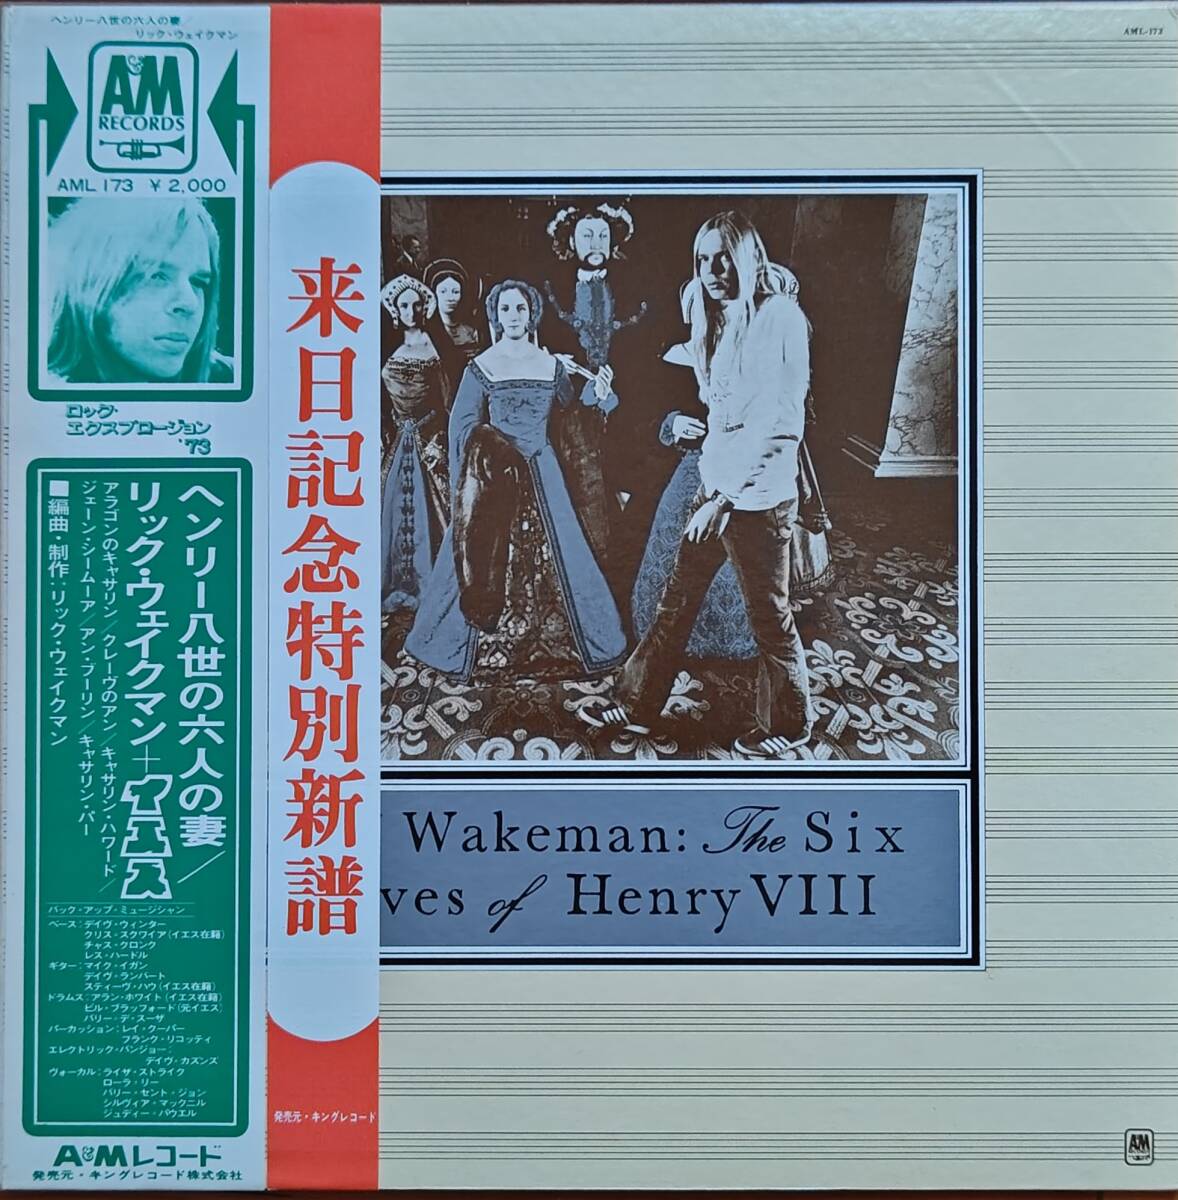 ヘンリー八世の六人の妻/
リック・ウェイクマン
A&M
RECORDS
AML 173 ¥2,000
ロック・
エクスプロージョン
'73
ヘンリー八世の六人の妻/
リック・ウェイクマン+イエス
アラゴンのキャサリン/クレーヴのアン/キャサリン・ハワード/
ジェーン・シームーア/アン・ブーリン/キャサリン・パー
■編曲・制作:リック・ウェイクマン
バック・アップ・ミュージシャン
ベース:デイヴ・ウィンター
クリス・スクワイア(イエス在籍)
チャス・クロンク
レス・ハードル
ギター:マイク・イガン
デイヴ・ランバート
スティーヴ・ハウ(イエス在籍)
ドラムス:アラン・ホワイト(イエス在籍)
ビル・ブラッフォード(元イエス)
バリー・デ・スーザ
パーカッション:レイ・クーパー
フランク・リコッティ
エレクトリック・バンジョー:
デイヴ・カズンズ
ヴォーカル:ライザ・ストライク
ローラ・リー
バリー・セント・ジョン
シルヴィア・マックニル
ジュディー・パウエル
A&Mレコード
発売元・キングレコード株式会社
来日記念特別新譜
発売元・キングレコード
AML-173
Wakeman: The Six
ves of Henry VIII
A&M